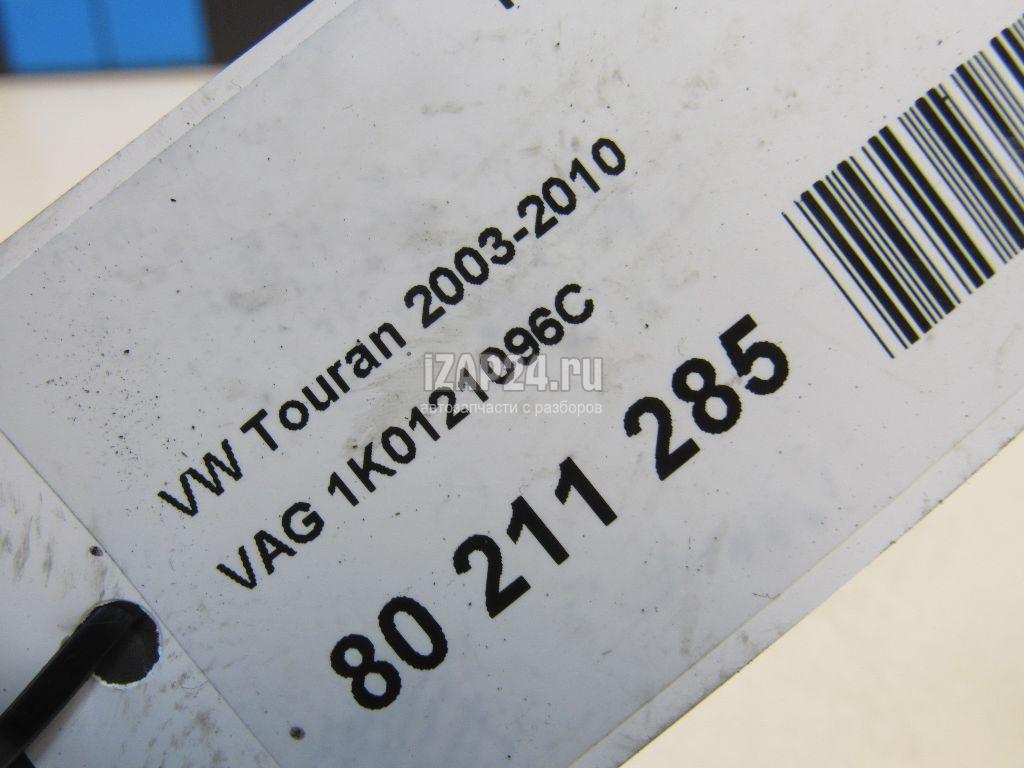 VW Touran 2003-2010
VAG 1K0121096C
80 211 285
iZAP24.ru
автозапчасти с разборов